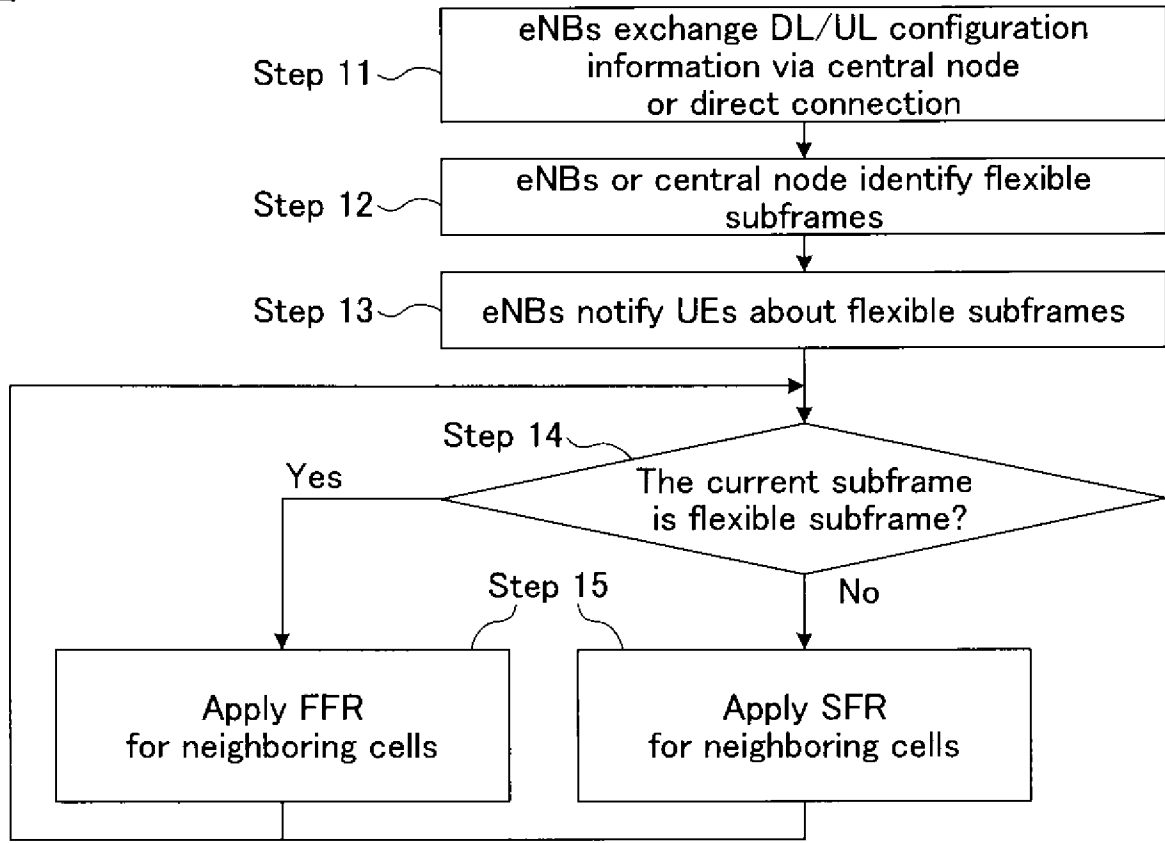 Step 11
eNBs exchange DL/UL configuration
information via central node
or direct connection
Step 12
eNBs or central node identify flexible
subframes
Step 13
eNBs notify UEs about flexible subframes
Step 14
The current subframe
is flexible subframe?
Yes
No
Step 15
Apply FFR
for neighboring cells
Apply SFR
for neighboring cells